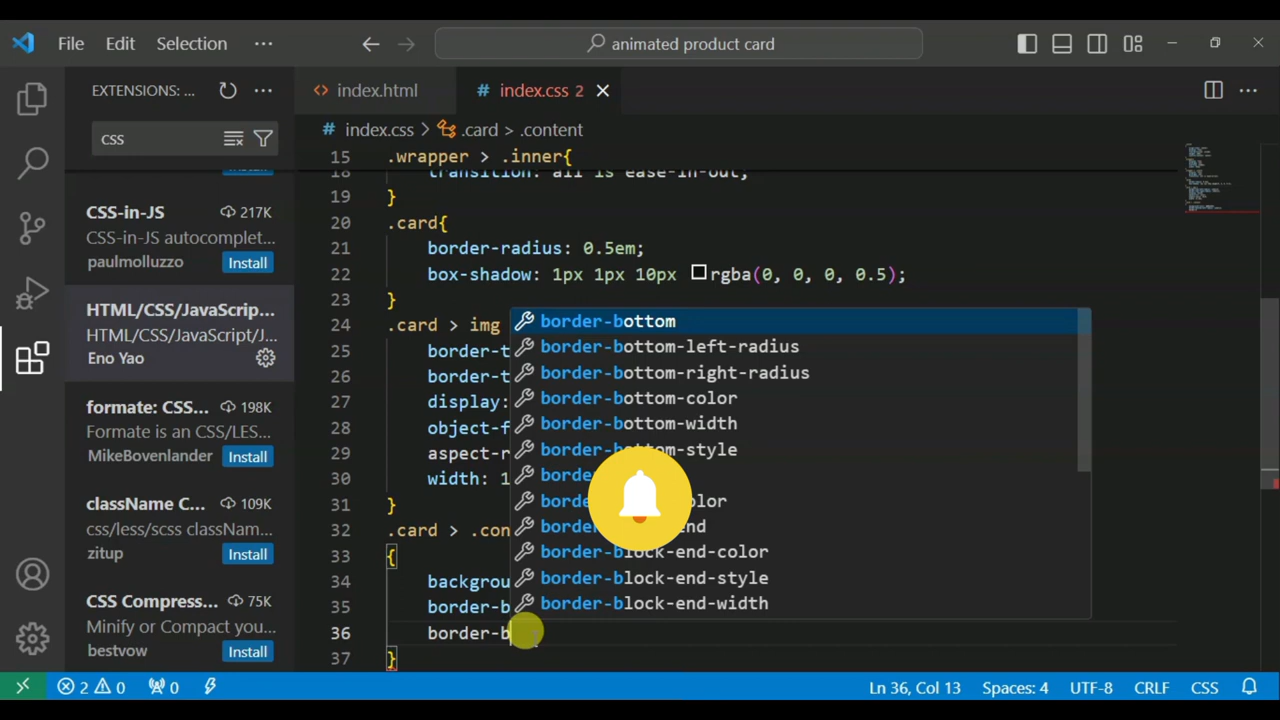 File Edit Selection ···
animated product card
EXTENSIONS: ...
css
CSS-in-JS 217K
CSS-in-JS autocomplet...
paulmolluzzo Install
HTML/CSS/JavaScrip...
HTML/CSS/JavaScript/J...
Eno Yao
formate: CSS... 198K
Formate is an CSS/LES...
MikeBovenlander Install
className C... 109K
css/less/scss classNam...
zitup Install
CSS Compress... 75K
Minify or Compact you...
bestvow Install
<> index.html # index.css 2
# index.css > .card > .content
15 .wrapper > .inner{
18 transition: all 1s ease-in-out;
19 }
20 .card{
21 border-radius: 0.5em;
22 box-shadow: 1px 1px 10px rgba(0, 0, 0, 0.5);
23 }
24 .card > img
25 border-t
26 border-t
27 display:
28 object-f
29 aspect-r
30 width: 1
31 }
32 .card > .con
33 {
34 backgrou
35 border-b
36 border-b
37 }
border-bottom
border-bottom-left-radius
border-bottom-right-radius
border-bottom-color
border-bottom-width
border-bottom-style
border-block-end-color
border-block-end-style
border-block-end-width
2 0 0 Ln 36, Col 13 Spaces: 4 UTF-8 CRLF CSS